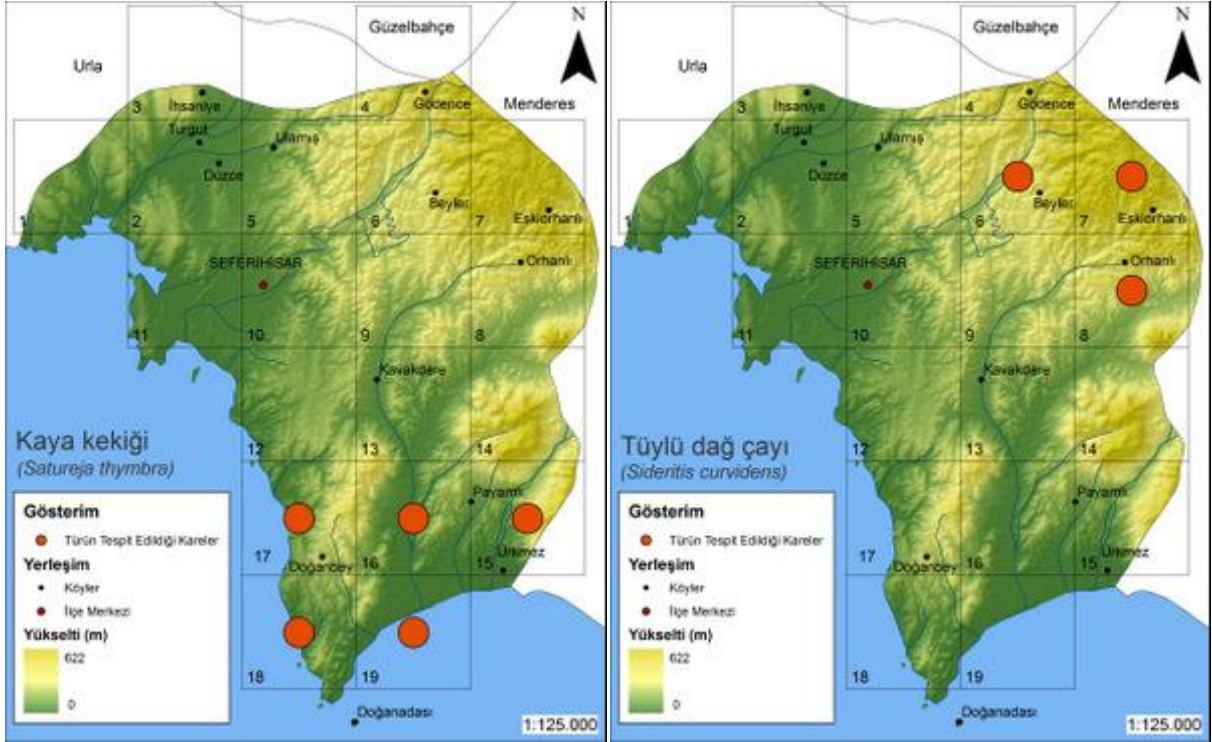 N
Güzelbahçe
Urla
Menderes
Gödence
İhsaniye
3
4
Turgut
Ulamış
Düzce
Beyler
Eskiorhanlı
1
2
5
6
7
SEFERİHİSAR
Orhanlı
11
10
9
8
Kavakdere
Kaya kekiği
(Satureja thymbra)
12
13
14
Gösterim
Türün Tespit Edildiği Kareler
Yerleşim
Köyler
İlçe Merkezi
Yükselti (m)
622
0
Payamlı
Ürkmez
Doğanbey
17
16
15
18
19
Doğanadası
1:125.000
N
Güzelbahçe
Urla
Menderes
Gödence
İhsaniye
3
4
Turgut
Ulamış
Düzce
Beyler
Eskiorhanlı
1
2
5
6
7
SEFERİHİSAR
Orhanlı
11
10
9
8
Kavakdere
Tüylü dağ çayı
(Sideritis curvidens)
12
13
14
Gösterim
Türün Tespit Edildiği Kareler
Yerleşim
Köyler
İlçe Merkezi
Yükselti (m)
622
0
Payamlı
Ürkmez
Doğanbey
17
16
15
18
19
Doğanadası
1:125.000